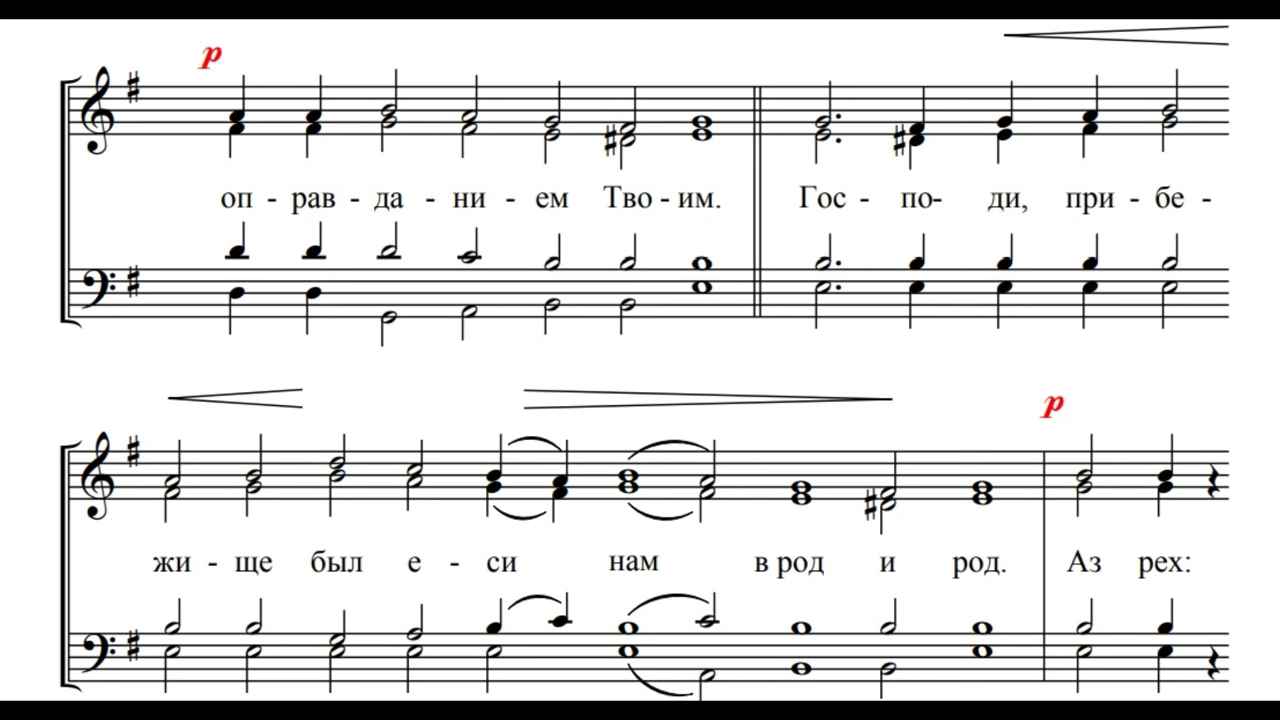 p
оп - рав - да - ни - ем Тво - им. Гос - по- ди, при - бе -
p
жи - ще был е - си нам в род и род. Аз рех: